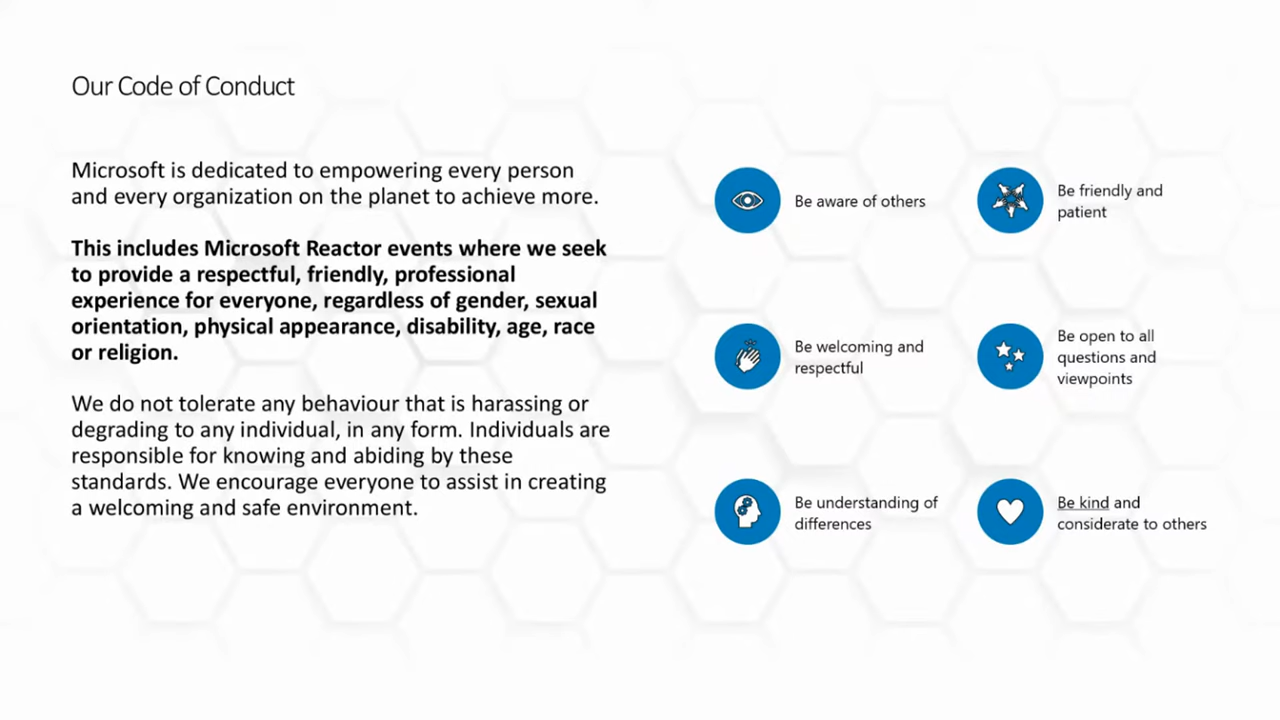 Our Code of Conduct
Microsoft is dedicated to empowering every person
and every organization on the planet to achieve more.
This includes Microsoft Reactor events where we seek
to provide a respectful, friendly, professional
experience for everyone, regardless of gender, sexual
orientation, physical appearance, disability, age, race
or religion.
We do not tolerate any behaviour that is harassing or
degrading to any individual, in any form. Individuals are
responsible for knowing and abiding by these
standards. We encourage everyone to assist in creating
a welcoming and safe environment.
Be aware of others
Be friendly and
patient
Be welcoming and
respectful
Be open to all
questions and
viewpoints
Be understanding of
differences
Be kind and
considerate to others